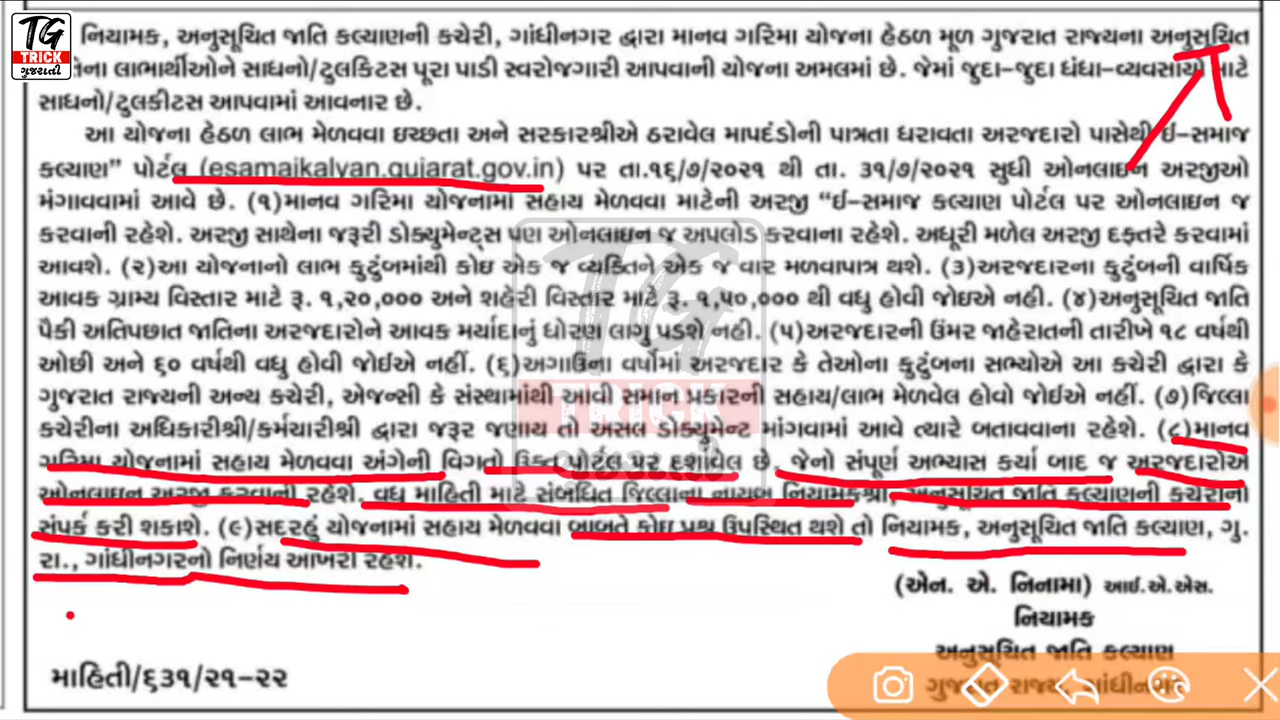 TG
TRICK
ગુજરાતી
નિયામક, અનુસૂચિત જાતિ કલ્યાણની કચેરી, ગાંધીનગર દ્વારા માનવ ગરિમા યોજના હેઠળ મૂળ ગુજરાત રાજ્યના અનુસૂચિત
લાભાર્થીઓને સાધનો/ટુલકિટસ પૂરા પાડી સ્વરોજગારી આપવાની યોજના અમલમાં છે. જેમાં જુદા-જુદા ધંધા-વ્યવસાયો માટે
સાધનો/ટુલકીટસ આપવામાં આવનાર છે.
આ યોજના હેઠળ લાભ મેળવવા ઇચ્છતા અને સરકારશ્રીએ ઠરાવેલ માપદંડોની પાત્રતા ધરાવતા અરજદારો પાસેથી ઇ-સમાજ
કલ્યાણ" પોર્ટલ (esamajkalyan.gujarat.gov.in) પર તા.૧૬/૭/૨૦૨૧ થી તા. ૩૧/૭/૨૦૨૧ સુધી ઓનલાઇન અરજીઓ
મંગાવવામાં આવે છે. (૧)માનવ ગરિમા યોજનામાં સહાય મેળવવા માટેની અરજી "ઈ-સમાજ કલ્યાણ પોર્ટલ પર ઓનલાઇન જ
કરવાની રહેશે. અરજી સાથેના જરૂરી ડોક્યુમેન્ટ્સ પણ ઓનલાઇન જ અપલોડ કરવાના રહેશે. અધૂરી મળેલ અરજી દફતરે કરવામાં
આવશે. (૨)આ યોજનાનો લાભ કુટુંબમાંથી કોઇ એક જ વ્યક્તિને એક જ વાર મળવાપાત્ર થશે. (૩)અરજદારના કુટુંબની વાર્ષિક
આવક ગ્રામ્ય વિસ્તાર માટે રૂ. ૧,૨૦,૦૦૦ અને શહેરી વિસ્તાર માટે રૂ. ૧,૫૦,૦૦૦ થી વધુ હોવી જોઇએ નહી. (૪)અનુસૂચિત જાતિ
પૈકી અતિપછાત જાતિના અરજદારોને આવક મર્યાદાનું ધોરણ લાગુ પડશે નહી. (૫)અરજદારની ઉંમર જાહેરાતની તારીખે ૧૮ વર્ષથી
ઓછી અને ૬૦ વર્ષથી વધુ હોવી જોઈએ નહીં. (૬)અગાઉના વર્ષોમાં અરજદાર કે તેઓના કુટુંબના સભ્યોએ આ કચેરી દ્વારા કે
ગુજરાત રાજ્યની અન્ય કચેરી, એજન્સી કે સંસ્થામાંથી આવી સમાન પ્રકારની સહાય/લાભ મેળવેલ હોવો જોઈએ નહીં. (૭)જિલ્લા
કચેરીના અધિકારીશ્રી/કર્મચારીશ્રી દ્વારા જરૂર જણાય તો અસલ ડોક્યુમેન્ટ માંગવામાં આવે ત્યારે બતાવવાના રહેશે. (૮)માનવ
ગરિમા યોજનામાં સહાય મેળવવા અંગેની વિગતો ઉક્ત પોર્ટલ પર દર્શાવેલ છે. જેનો સંપૂર્ણ અભ્યાસ કર્યા બાદ જ અરજદારોએ
ઓનલાઇન અરજી કરવાની રહેશે. વધુ માહિતી માટે સંબંધિત જિલ્લાના નાયબ નિયામકશ્રી, અનુસૂચિત જાતિ કલ્યાણની કચેરીનો
સંપર્ક કરી શકાશે. (૯)સદરહું યોજનામાં સહાય મેળવવા બાબતે કોઇ પ્રશ્ન ઉપસ્થિત થશે તો નિયામક, અનુસૂચિત જાતિ કલ્યાણ, ગુ.
રા., ગાંધીનગરનો નિર્ણય આખરી રહેશે.
(એન. એ. નિનામા) આઈ.એ.એસ.
નિયામક
અનુસૂચિત જાતિ કલ્યાણ
માહિતી/૬૩૧/૨૧-૨૨
ગુજરાત રાજ્ય, ગાંધીનગર
TG
TRICK
ગુજરાતી